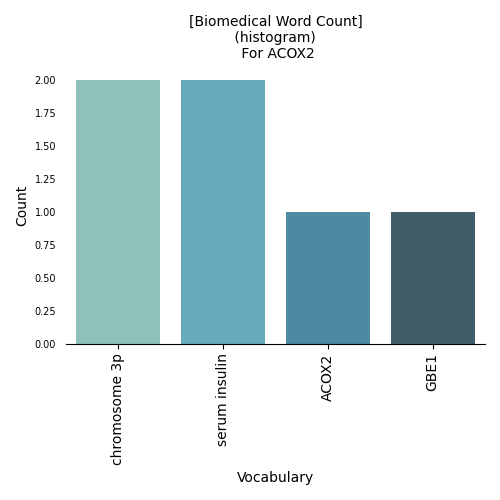 [Biomedical Word Count]
(histogram)
For ACOX2
2.00
1.75
1.50
1.25
1.00
0.75
0.50
0.25
0.00
Count
chromosome 3p
serum insulin
ACOX2
GBE1
Vocabulary